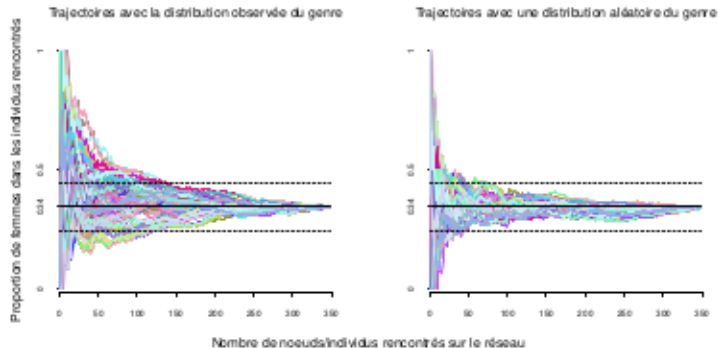 Trajectoires avec la distribution observée du genre
Trajectoires avec une distribution aléatoire du genre
Proportion de femmes dans les individus rencontrés
1
0.5
0.34
0
0 50 100 150 200 250 300 350
1
0.5
0.34
0
0 50 100 150 200 250 300 350
Nombre de noeuds/individus rencontrés sur le réseau